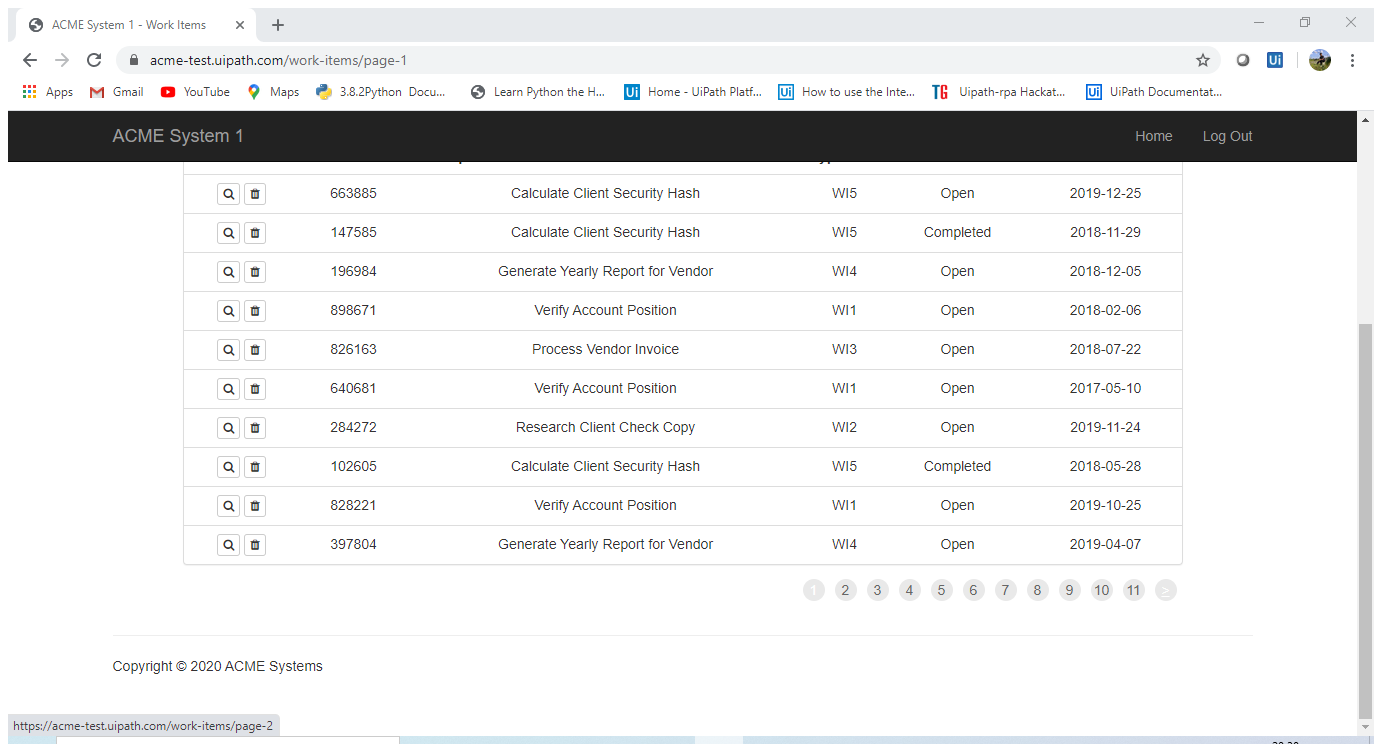 ACME System 1 - Work Items
acme-test.uipath.com/work-items/page-1
Apps Gmail YouTube Maps 3.8.2Python Docu... Learn Python the H... Home - UiPath Platf... How to use the Inte... Uipath-rpa Hackat... UiPath Documentat...
ACME System 1 Home Log Out
663885 Calculate Client Security Hash WI5 Open 2019-12-25
147585 Calculate Client Security Hash WI5 Completed 2018-11-29
196984 Generate Yearly Report for Vendor WI4 Open 2018-12-05
898671 Verify Account Position WI1 Open 2018-02-06
826163 Process Vendor Invoice WI3 Open 2018-07-22
640681 Verify Account Position WI1 Open 2017-05-10
284272 Research Client Check Copy WI2 Open 2019-11-24
102605 Calculate Client Security Hash WI5 Completed 2018-05-28
828221 Verify Account Position WI1 Open 2019-10-25
397804 Generate Yearly Report for Vendor WI4 Open 2019-04-07
1 2 3 4 5 6 7 8 9 10 11 >
Copyright © 2020 ACME Systems
https://acme-test.uipath.com/work-items/page-2